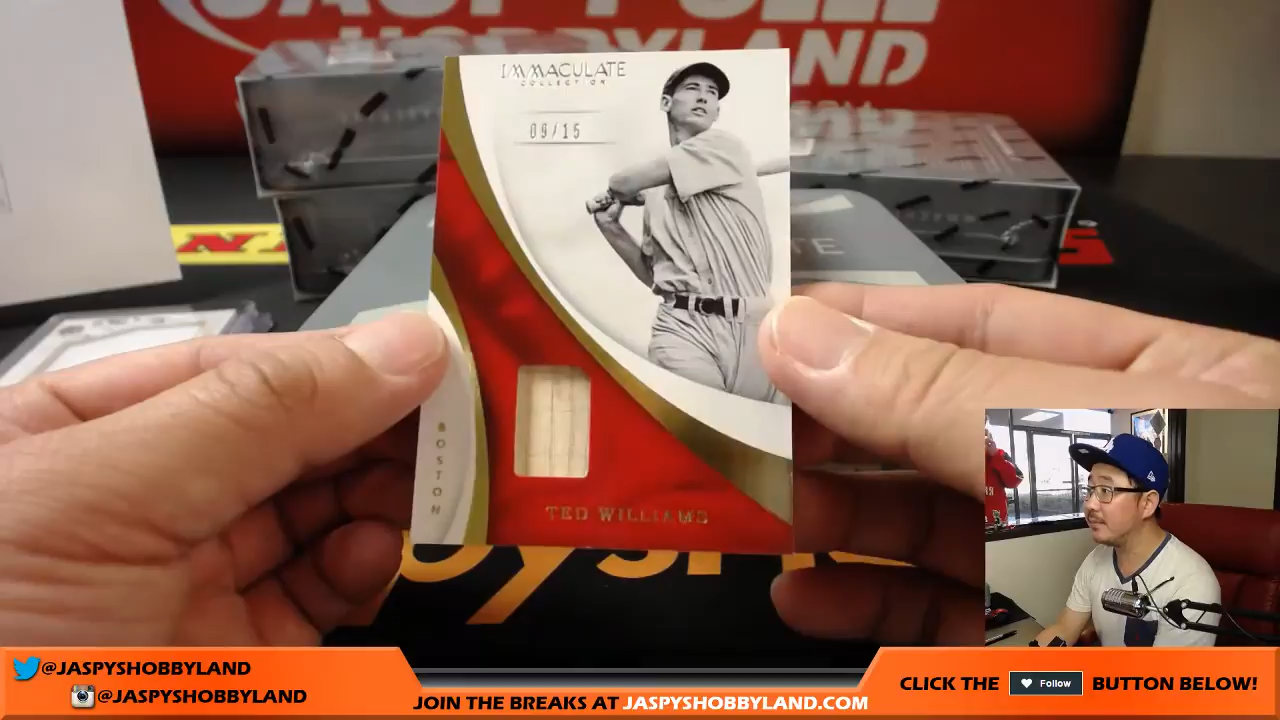 HOBBYLAND
IMMACULATE
COLLECTION
09/15
BOSTON
TED WILLIAMS
@JASPYSHOBBYLAND
@JASPYSHOBBYLAND
JOIN THE BREAKS AT JASPYSHOBBYLAND.COM
CLICK THE Follow BUTTON BELOW!